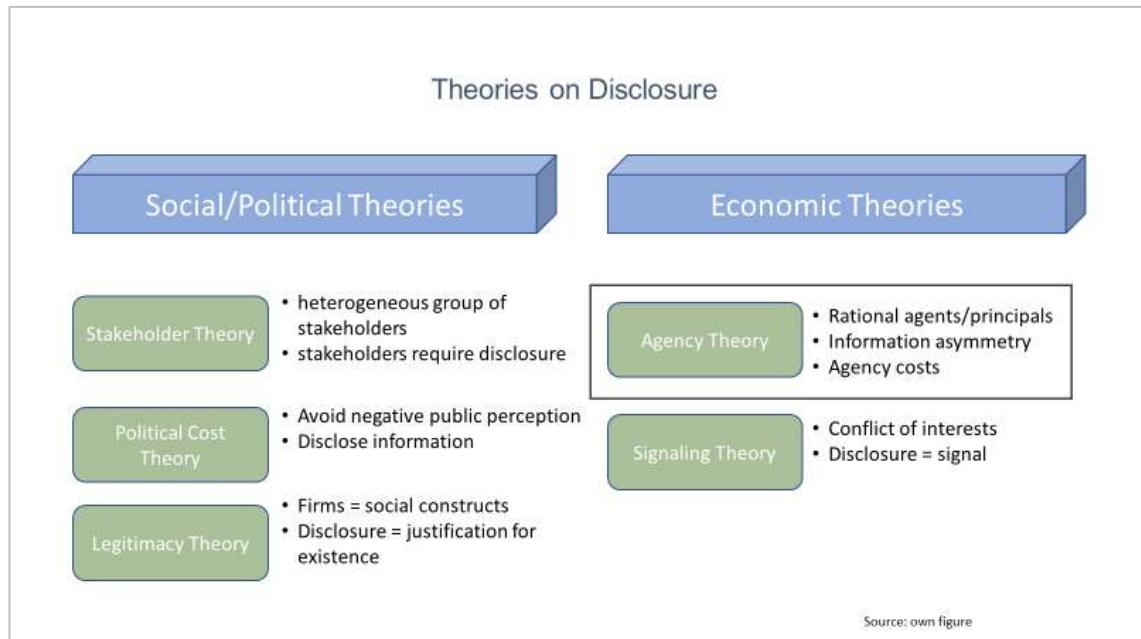 Theories on Disclosure
Social/Political Theories
Stakeholder Theory
• heterogeneous group of
stakeholders
• stakeholders require disclosure
Political Cost
Theory
• Avoid negative public perception
• Disclose information
Legitimacy Theory
• Firms = social constructs
• Disclosure = justification for
existence
Economic Theories
Agency Theory
• Rational agents/principals
• Information asymmetry
• Agency costs
Signaling Theory
• Conflict of interests
• Disclosure = signal
Source: own figure